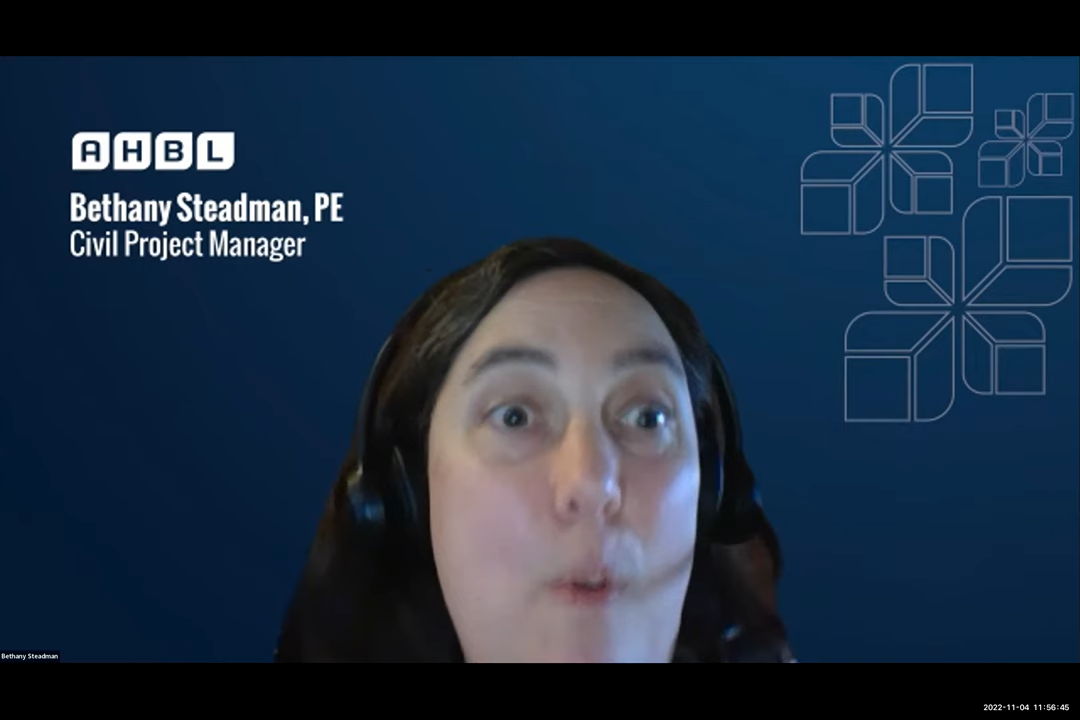 AHBL
Bethany Steadman, PE
Civil Project Manager
Bethany Steadman
2022-11-04 11:56:45